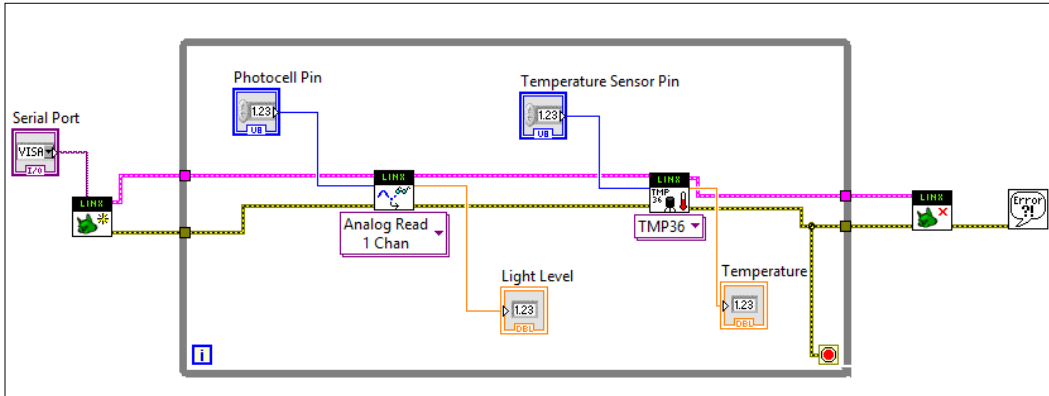 Photocell Pin
Temperature Sensor Pin
Serial Port
1.23
U8
1.23
U8
VISA
I/O
LINX
LINX
LINX
TMP
36
LINX
Error
?!
Analog Read
1 Chan
TMP36
Light Level
Temperature
1.23
DBL
1.23
DBL
i